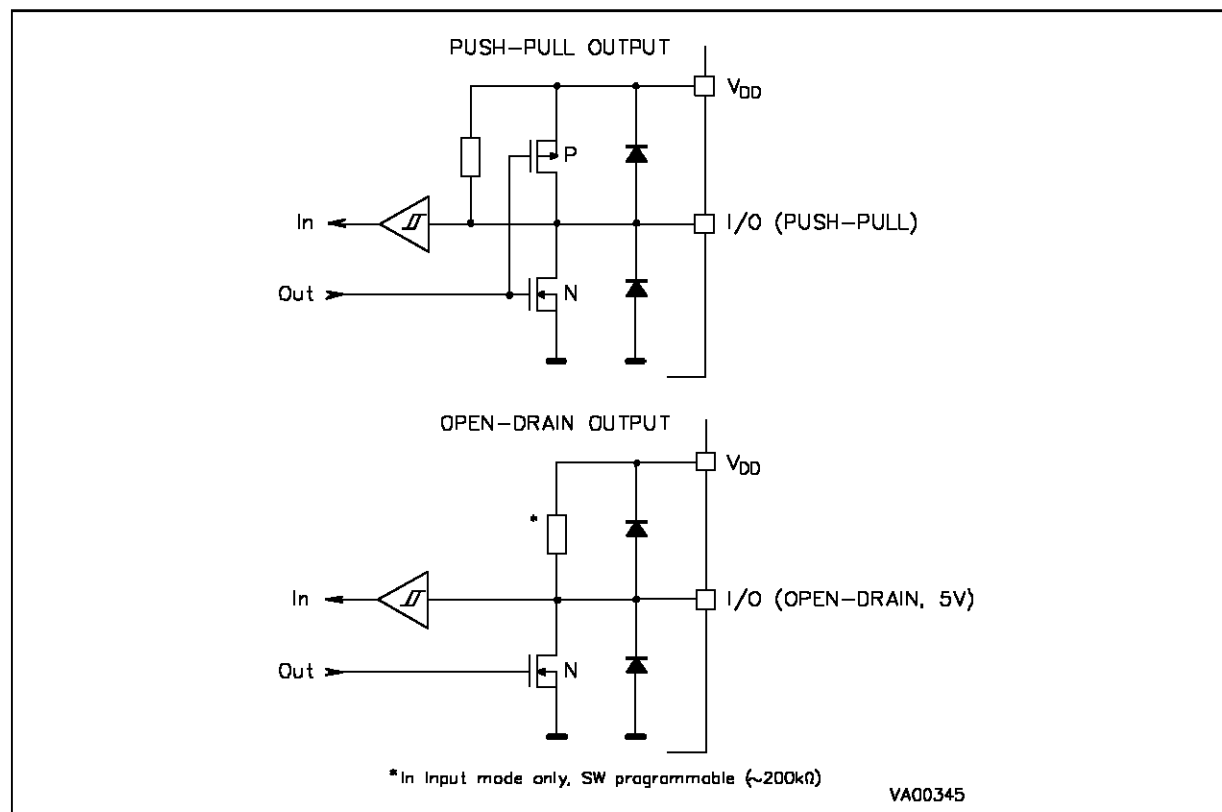 PUSH-PULL OUTPUT
VDD
P
In
I/O (PUSH-PULL)
Out
N
OPEN-DRAIN OUTPUT
VDD
*
In
I/O (OPEN-DRAIN, 5V)
Out
N
*In Input mode only, SW programmable (~200kΩ)
VA00345